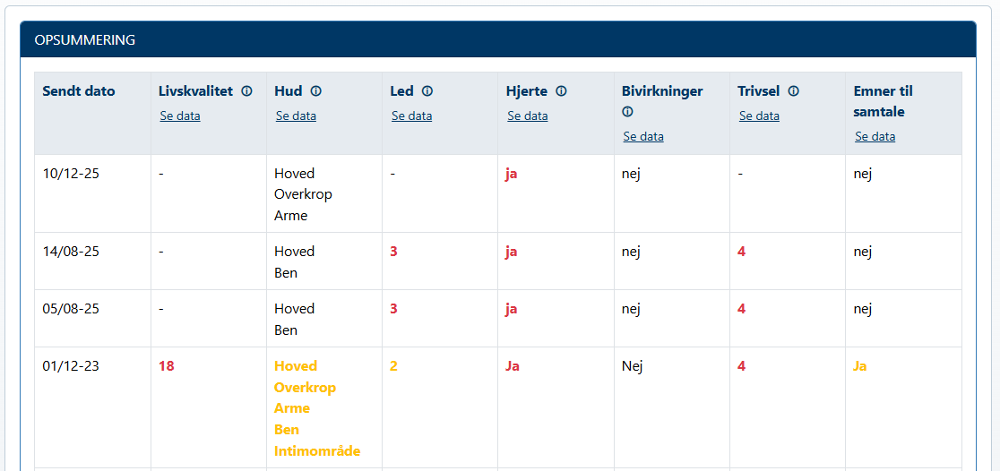 OPSUMMERING
Sendt dato Livskvalitet Hud Led Hjerte Bivirkninger Trivsel Emner til samtale
Se data Se data Se data Se data Se data Se data Se data
10/12-25 - Hoved - ja nej - nej
Overkrop
Arme
14/08-25 - Hoved 3 ja nej 4 nej
Ben
05/08-25 - Hoved 3 ja nej 4 nej
Ben
01/12-23 18 Hoved 2 Ja Nej 4 Ja
Overkrop
Arme
Ben
Intimområde